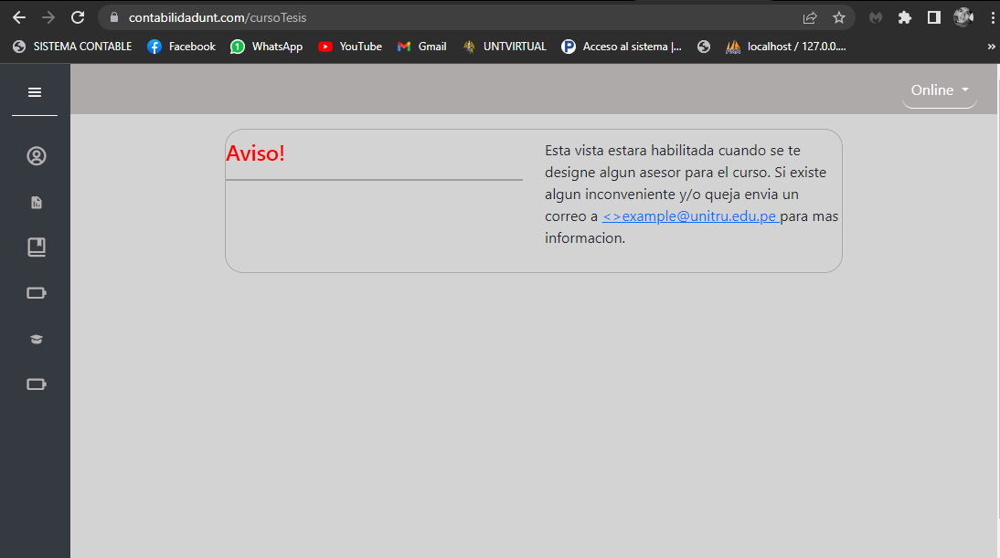 contabilidadunt.com/cursoTesis
SISTEMA CONTABLE Facebook WhatsApp YouTube Gmail UNTVIRTUAL Acceso al sistema |... localhost / 127.0.0.... »
Online
Aviso!
Esta vista estara habilitada cuando se te
designe algun asesor para el curso. Si existe
algun inconveniente y/o queja envia un
correo a <>example@unitru.edu.pe para mas
informacion.